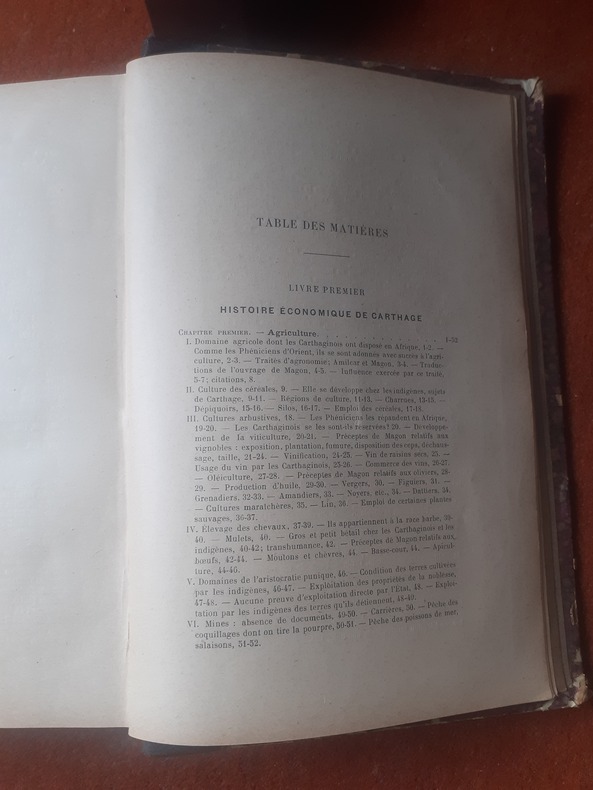 TABLE DES MATIÈRES
LIVRE PREMIER
HISTOIRE ÉCONOMIQUE DE CARTHAGE
CHAPITRE PREMIER. — Agriculture. . . . . . . . . . . . . . 1-52
I. Domaine agricole dont les Carthaginois ont disposé en Afrique, 1-2. —
Comme les Phéniciens d'Orient, ils se sont adonnés avec succès à l'agri-
culture, 2-3. — Traités d'agronomie; Amilcar et Magon, 3-4. — Traduc-
tions de l'ouvrage de Magon, 4-5. — Influence exercée par ce traité,
5-7; citations, 8.
II. Culture des céréales, 9. — Elle se développe chez les indigènes, sujets
de Carthage, 9-11. — Régions de culture, 11-13. — Charrues, 13-15. —
Dépiquoirs, 15-16. — Silos, 16-17. — Emploi des céréales, 17-18.
III. Cultures arbustives, 18. — Les Phéniciens les répandent en Afrique,
19-20. — Les Carthaginois se les sont-ils réservées? 20. — Développe-
ment de la viticulture, 20-21. — Préceptes de Magon relatifs aux
vignobles : exposition, plantation, fumure, disposition des ceps, déchaus-
sage, taille, 21-24. — Vinification, 24-25. — Vin de raisins secs, 25. —
Usage du vin par les Carthaginois, 25-26. — Commerce des vins, 26-27.
— Oléiculture, 27-28. — Préceptes de Magon relatifs aux oliviers, 28-
29. — Production d'huile, 29-30. — Vergers, 30. — Figuiers, 31. —
Grenadiers, 32-33. — Amandiers, 33. — Noyers, etc., 34. — Dattiers, 34.
— Cultures maraîchères, 35. — Lin, 36. — Emploi de certaines plantes
sauvages, 36-37.
IV. Élevage des chevaux, 37-39. — Ils appartiennent à la race barbe, 39-
40. — Mulets, 40. — Gros et petit bétail chez les Carthaginois et les
indigènes, 40-42; transhumance, 42. — Préceptes de Magon relatifs aux
bœufs, 42-44. — Moutons et chèvres, 44. — Basse-cour, 44. — Apicul-
ture, 44-46.
V. Domaines de l'aristocratie punique, 46. — Condition des terres cultivées
par les indigènes, 46-47. — Exploitation des propriétés de la noblesse,
47-48. — Aucune preuve d'exploitation directe par l'État, 48. — Exploi-
tation par les indigènes des terres qu'ils détiennent, 48-49.
VI. Mines : absence de documents, 49-50. — Carrières, 50. — Pêche des
coquillages dont on tire la pourpre, 50-51. — Pêche des poissons de mer;
salaisons, 51-52.